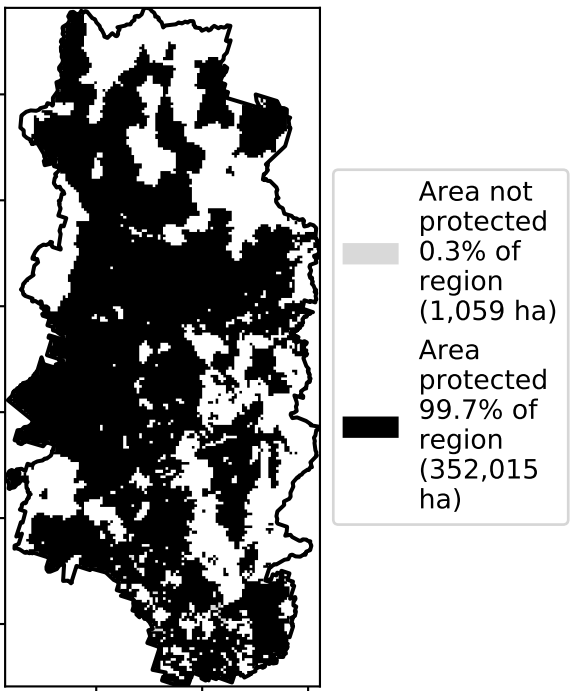 Area not
protected
0.3% of
region
(1,059 ha)
Area
protected
99.7% of
region
(352,015
ha)